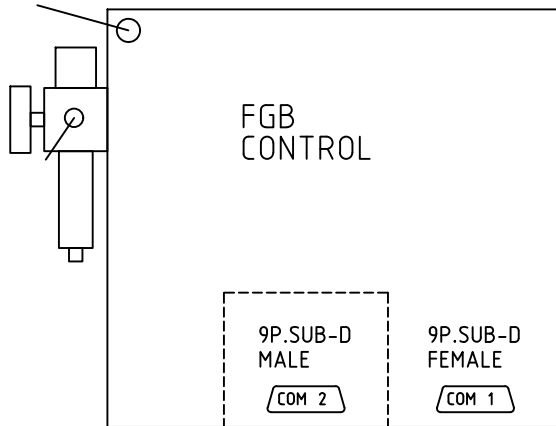 FGB
CONTROL
9P.SUB-D
MALE
COM 2
9P.SUB-D
FEMALE
COM 1